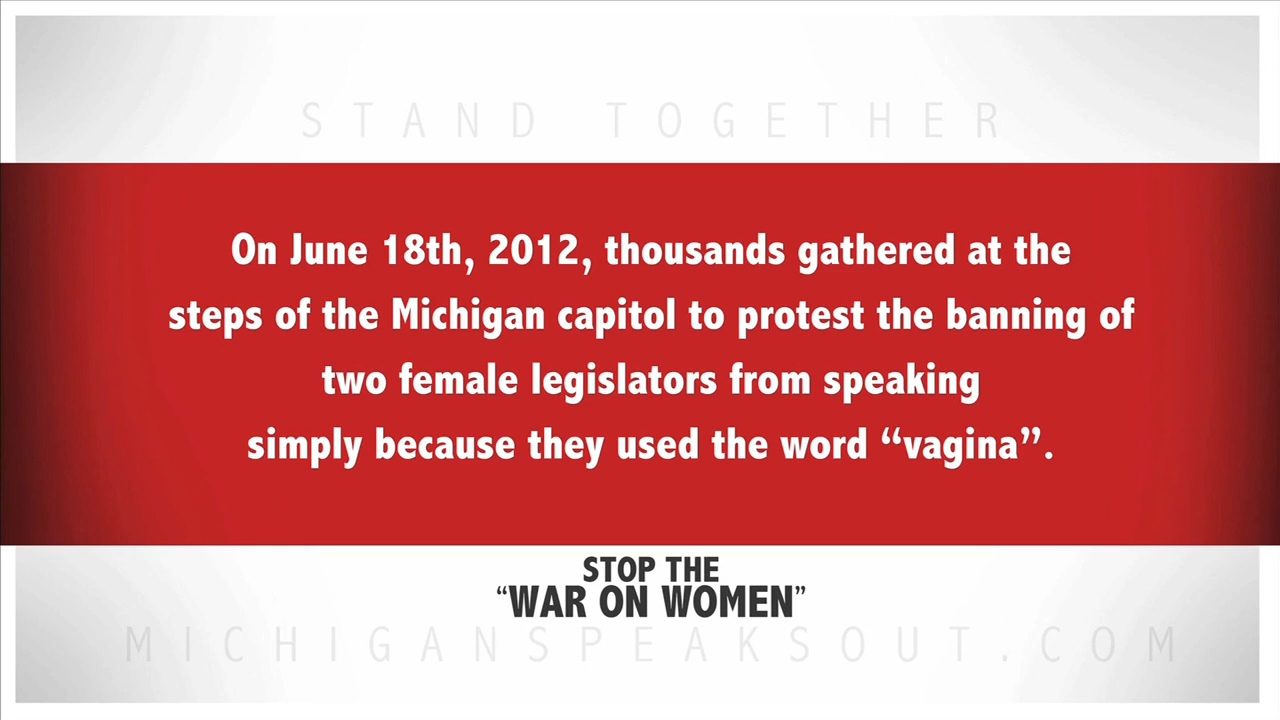 STAND TOGETHER
On June 18th, 2012, thousands gathered at the
steps of the Michigan capitol to protest the banning of
two female legislators from speaking
simply because they used the word “vagina”.
STOP THE
“WAR ON WOMEN”
MICHIGANSPEAKSOUT.COM